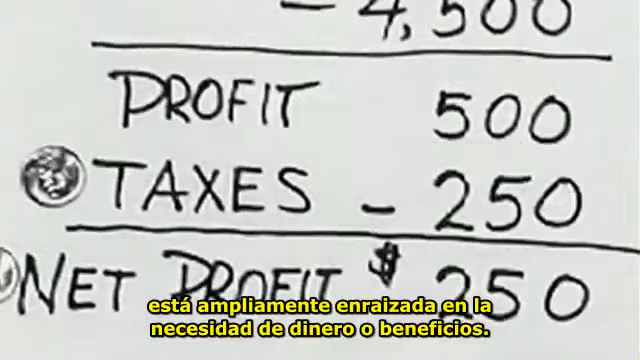 - 4,500
PROFIT 500
TAXES - 250
NET PROFIT $ 250
está ampliamente enraizada en la
necesidad de dinero o beneficios.